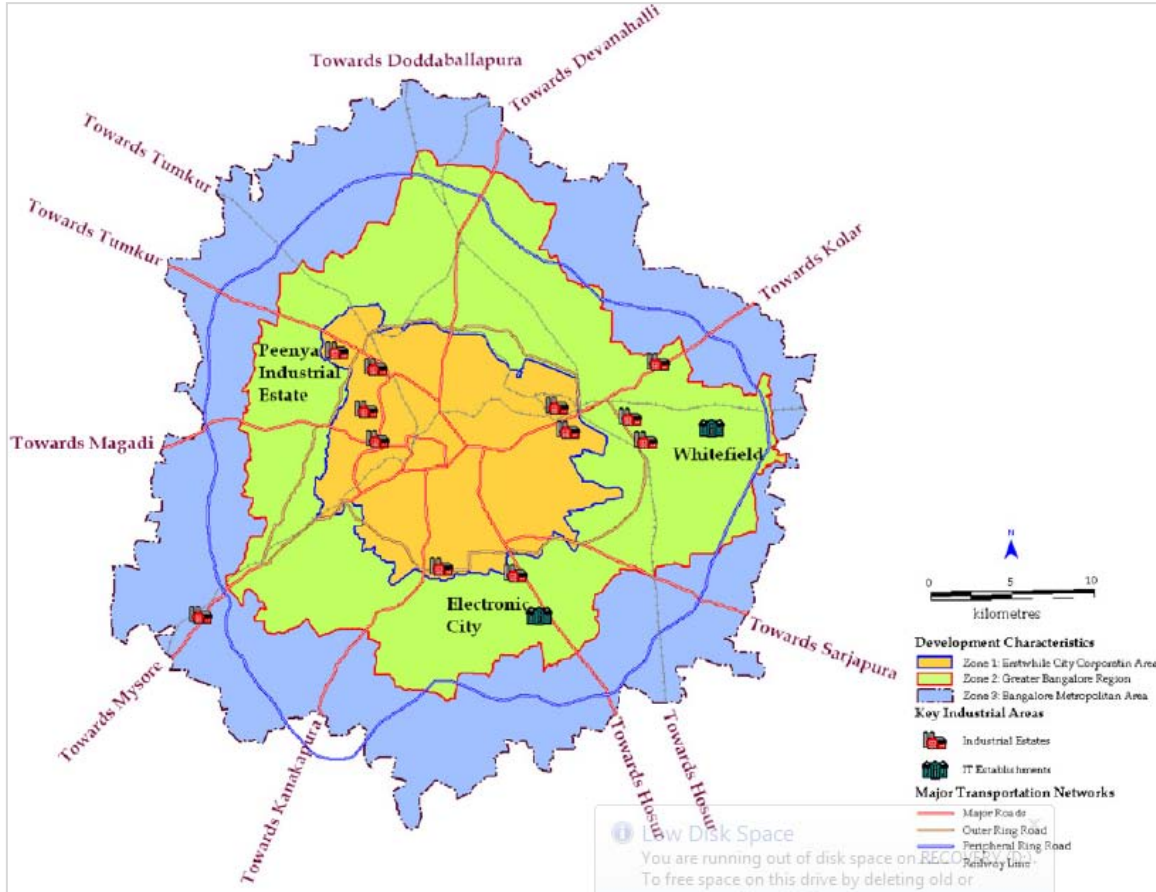 Towards Doddaballapura
Towards Devanahalli
Towards Tumkur
Towards Tumkur
Towards Kolar
Peenya
Industrial
Estate
Towards Magadi
Whitefield
Electronic
City
Towards Sarjapura
Towards Mysore
Towards Kanakapura
Towards Hosur
Towards Hosur
N
0 5 10
kilometres
Development Characteristics
Zone 1: Erstwhile City Corporatin Area
Zone 2: Greater Bangalore Region
Zone 3: Bangalore Metropolitan Area
Key Industrial Areas
Industrial Estates
IT Establishments
Major Transportation Networks
Major Roads
Outer Ring Road
Peripheral Ring Road
Railway Line
Low Disk Space
You are running out of disk space on RECOVERY (D:).
To free space on this drive by deleting old or